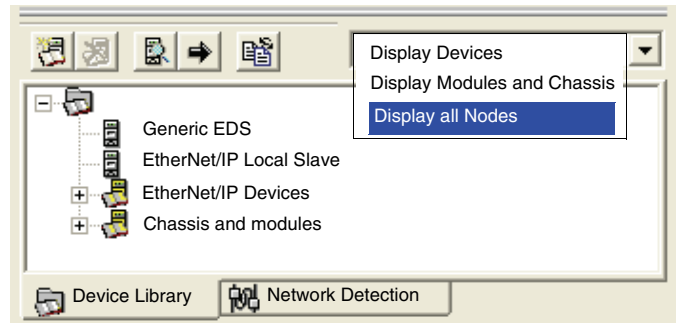 Display Devices
Display Modules and Chassis
Display all Nodes
Generic EDS
EtherNet/IP Local Slave
EtherNet/IP Devices
Chassis and modules
Device Library
Network Detection